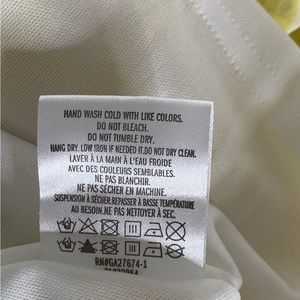 HAND WASH COLD WITH LIKE COLORS.
DO NOT BLEACH.
DO NOT TUMBLE DRY.
HANG DRY. LOW IRON IF NEEDED.IT.DO NOT DRY CLEAN.
LAVER À LA MAIN À L'EAU FROIDE
AVEC DES COULEURS SEMBLABLES.
NE PAS BLANCHIR.
NE PAS SÉCHER EN MACHINE.
SUSPENSION À SÉCHER.REPASSER À BASSE TEMPÉRATURE
AU BESOIN.NE PAS NETTOYER À SEC.
RN#GA27674-1